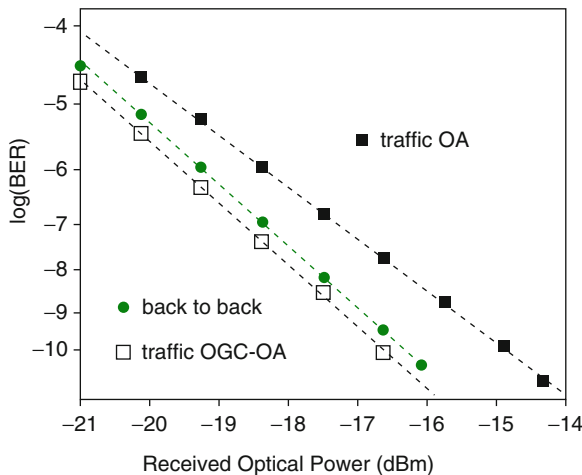 −4
−5
−6
−7
−8
−9
−10
log(BER)
traffic OA
back to back
traffic OGC-OA
−21 −20 −19 −18 −17 −16 −15 −14
Received Optical Power (dBm)